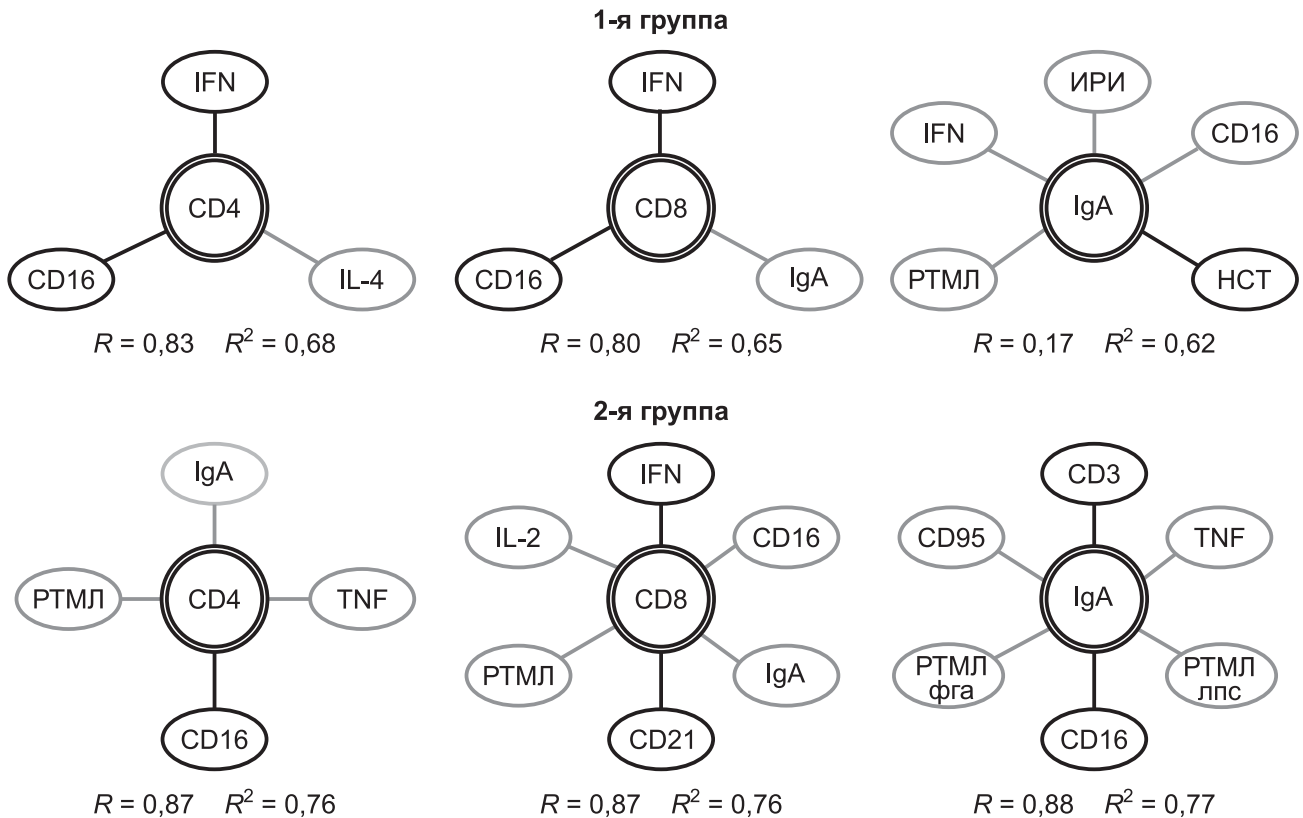 1-я группа
IFN
CD4
CD16
IL-4
R = 0,83 R² = 0,68
IFN
CD8
CD16
IgA
R = 0,80 R² = 0,65
ИРИ
IFN
CD16
IgA
РТМЛ
НСТ
R = 0,17 R² = 0,62
2-я группа
IgA
РТМЛ
CD4
TNF
CD16
R = 0,87 R² = 0,76
IFN
IL-2
CD16
CD8
РТМЛ
IgA
CD21
R = 0,87 R² = 0,76
CD3
CD95
TNF
IgA
РТМЛ
фга
РТМЛ
лпс
CD16
R = 0,88 R² = 0,77